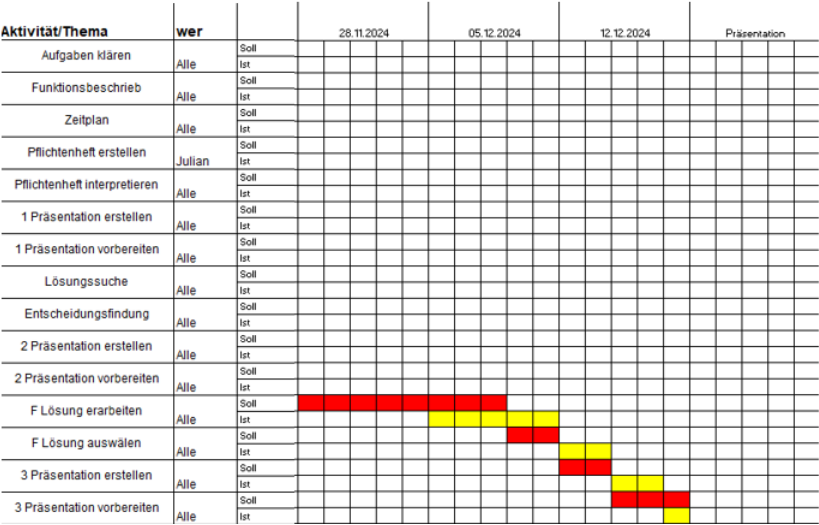 Aktivität/Thema wer 28.11.2024 05.12.2024 12.12.2024 Präsentation
Aufgaben klären Alle Soll
Ist
Funktionsbeschrieb Alle Soll
Ist
Zeitplan Alle Soll
Ist
Pflichtenheft erstellen Julian Soll
Ist
Pflichtenheft interpretieren Alle Soll
Ist
1 Präsentation erstellen Alle Soll
Ist
1 Präsentation vorbereiten Alle Soll
Ist
Lösungssuche Alle Soll
Ist
Entscheidungsfindung Alle Soll
Ist
2 Präsentation erstellen Alle Soll
Ist
2 Präsentation vorbereiten Alle Soll
Ist
F Lösung erarbeiten Alle Soll
Ist
F Lösung auswälen Alle Soll
Ist
3 Präsentation erstellen Alle Soll
Ist
3 Präsentation vorbereiten Alle Soll
Ist